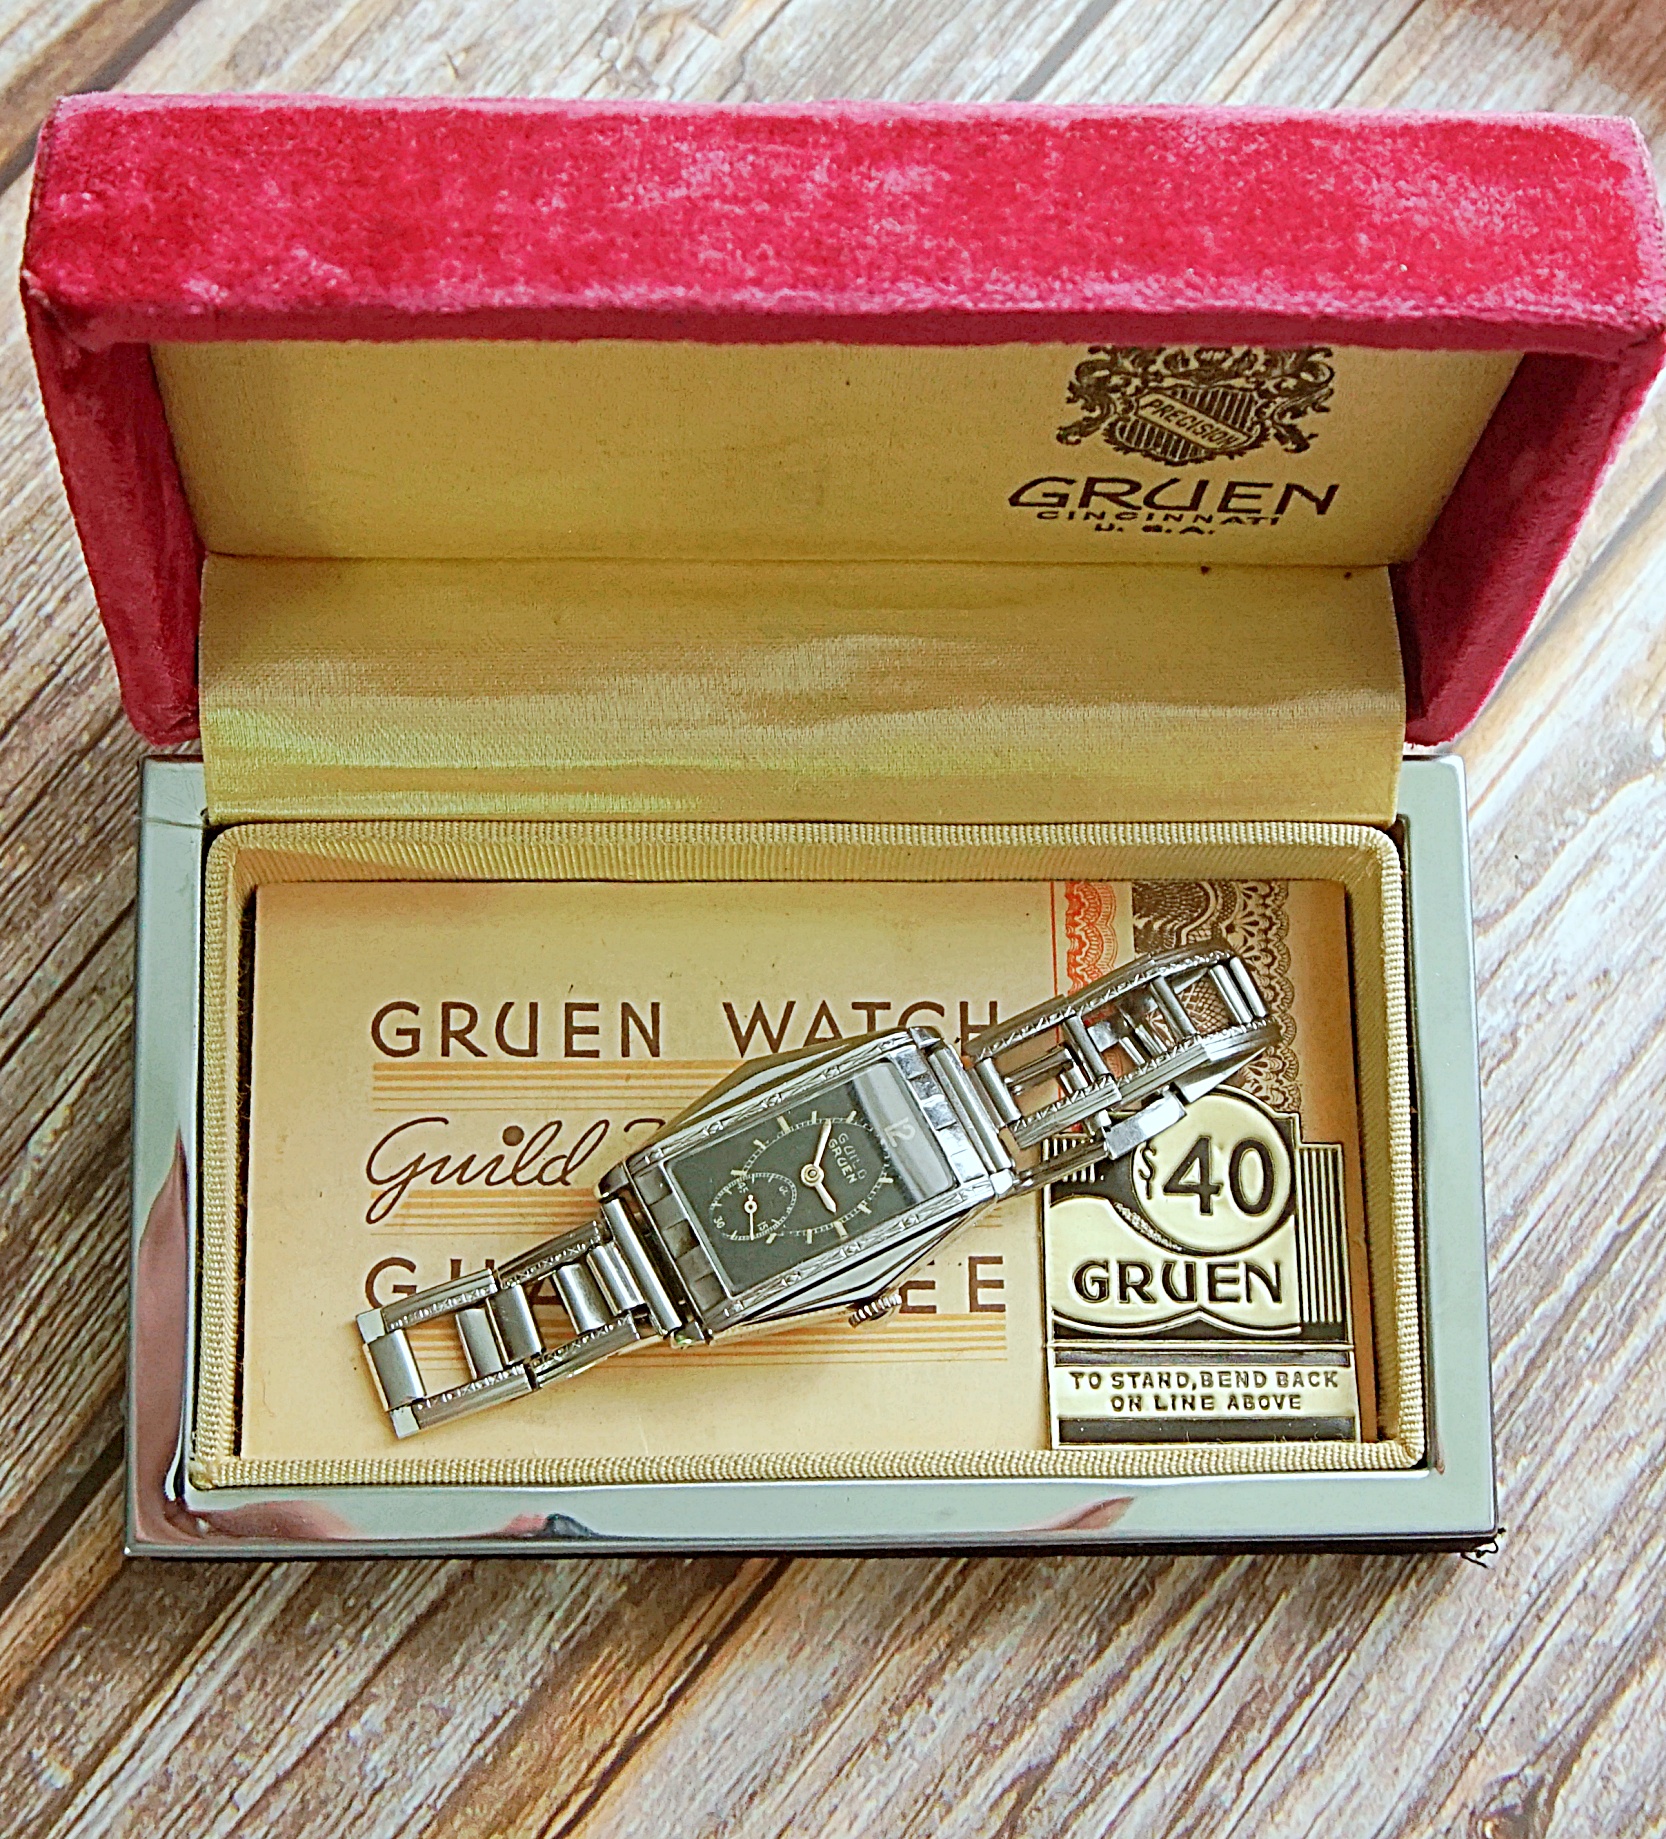 PRECISION
GRUEN
CINCINNATI
U.S.A.
GRUEN WATCH
Guild
$40
GRUEN
TO STAND, BEND BACK
ON LINE ABOVE
12
GUILD
GRUEN
30